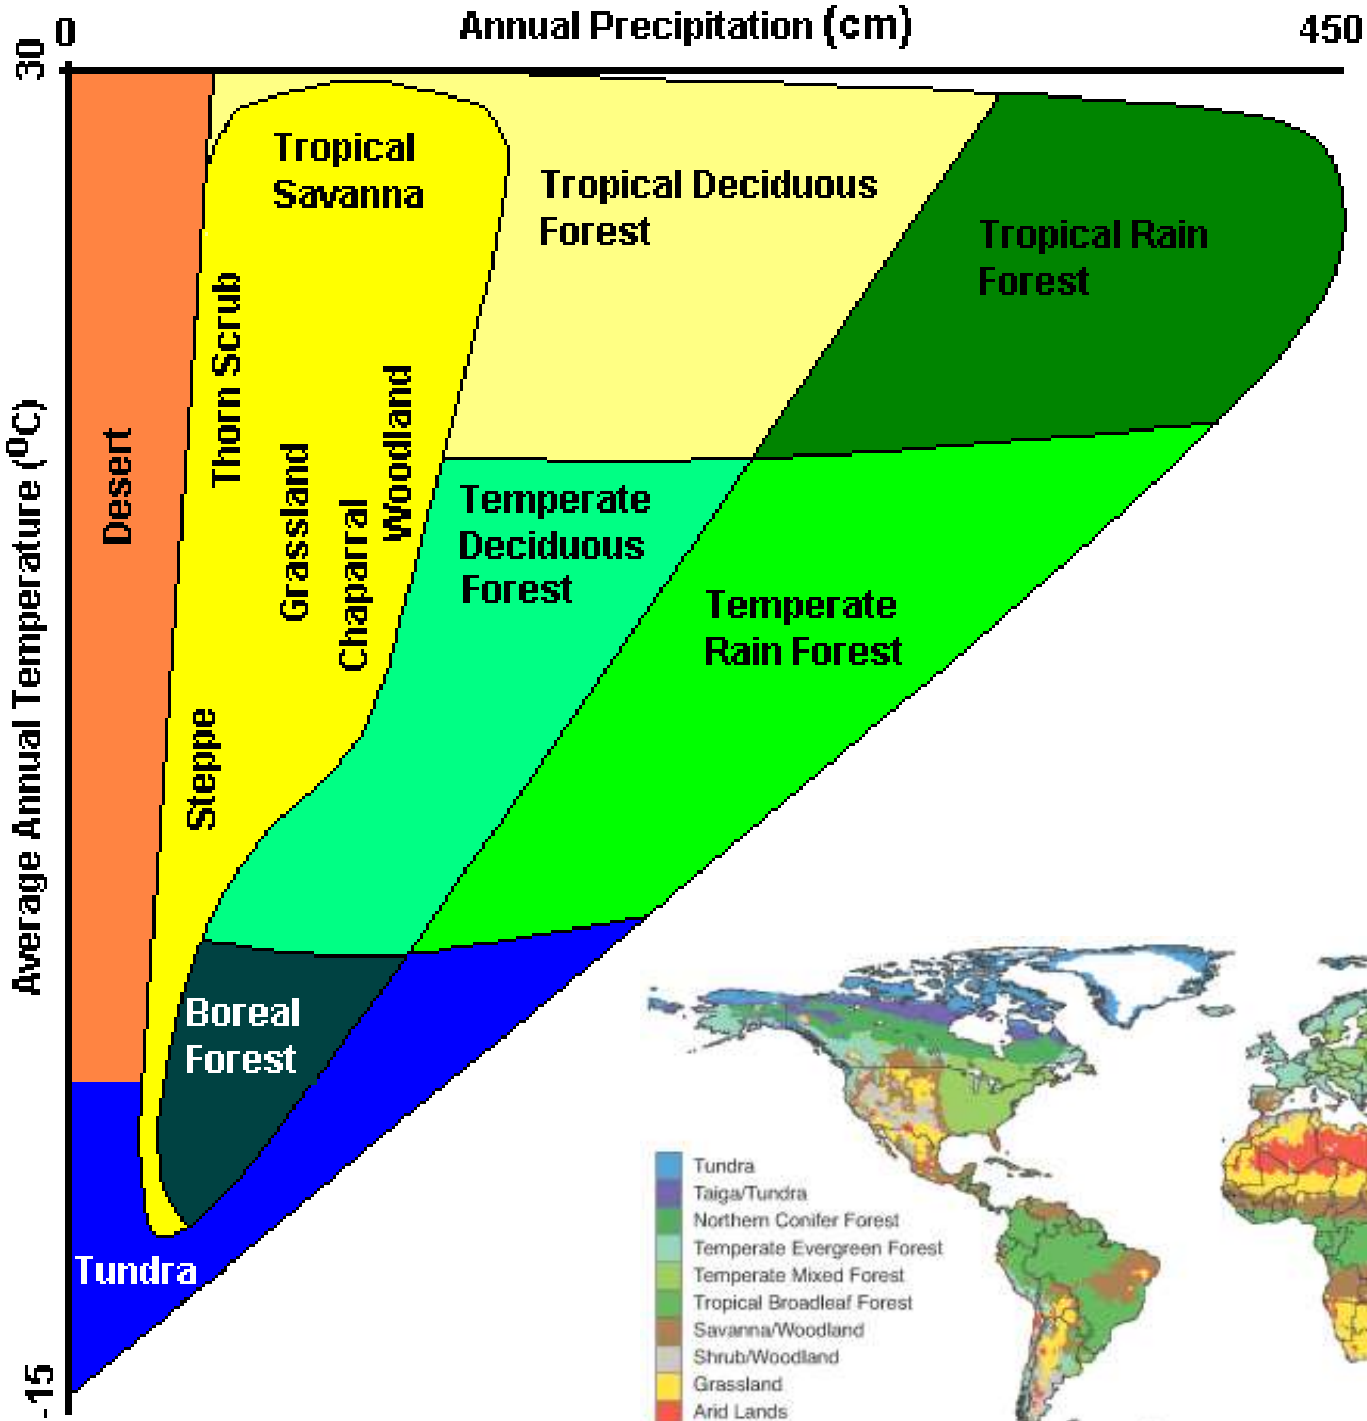 Annual Precipitation (cm)
0
450
30
Average Annual Temperature (⁰C)
-15
Tropical
Savanna
Tropical Deciduous
Forest
Tropical Rain
Forest
Desert
Thorn Scrub
Grassland
Chaparral
Woodland
Steppe
Temperate
Deciduous
Forest
Temperate
Rain Forest
Boreal
Forest
Tundra
Tundra
Taiga/Tundra
Northern Conifer Forest
Temperate Evergreen Forest
Temperate Mixed Forest
Tropical Broadleaf Forest
Savanna/Woodland
Shrub/Woodland
Grassland
Arid Lands